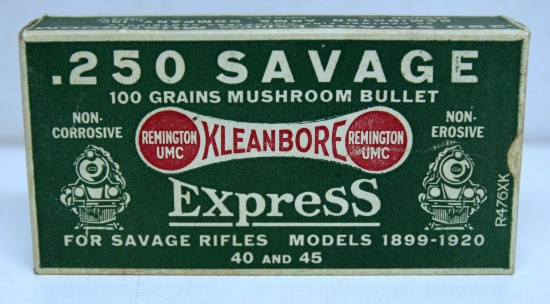 .250 SAVAGE
100 GRAINS MUSHROOM BULLET
NON-CORROSIVE
REMINGTON UMC
KLEANBORE
REMINGTON UMC
NON-EROSIVE
ExpresS
R476XK
FOR SAVAGE RIFLES MODELS 1899-1920
40 AND 45